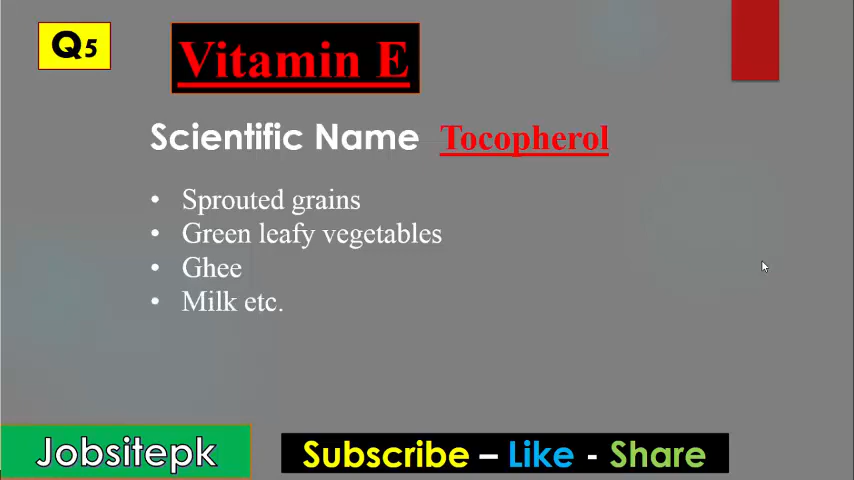 Q5
Vitamin E
Scientific Name Tocopherol
• Sprouted grains
• Green leafy vegetables
• Ghee
• Milk etc.
Jobsitepk
Subscribe – Like - Share